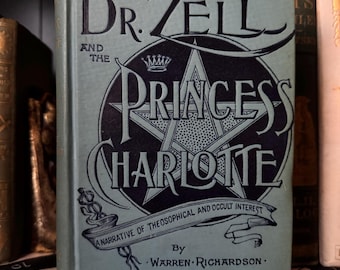 DR. ZELL
AND THE
PRINCESS
CHARLOTTE
A NARRATIVE OF THEOSOPHICAL AND OCCULT INTEREST
By
WARREN RICHARDSON